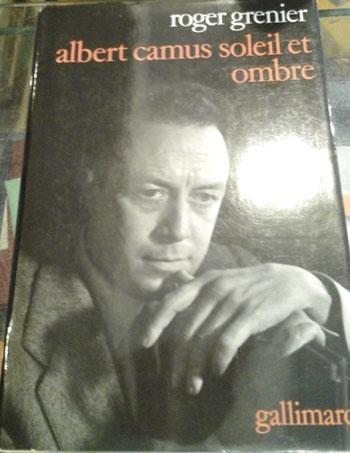 roger grenier
albert camus soleil et
ombre
gallimard